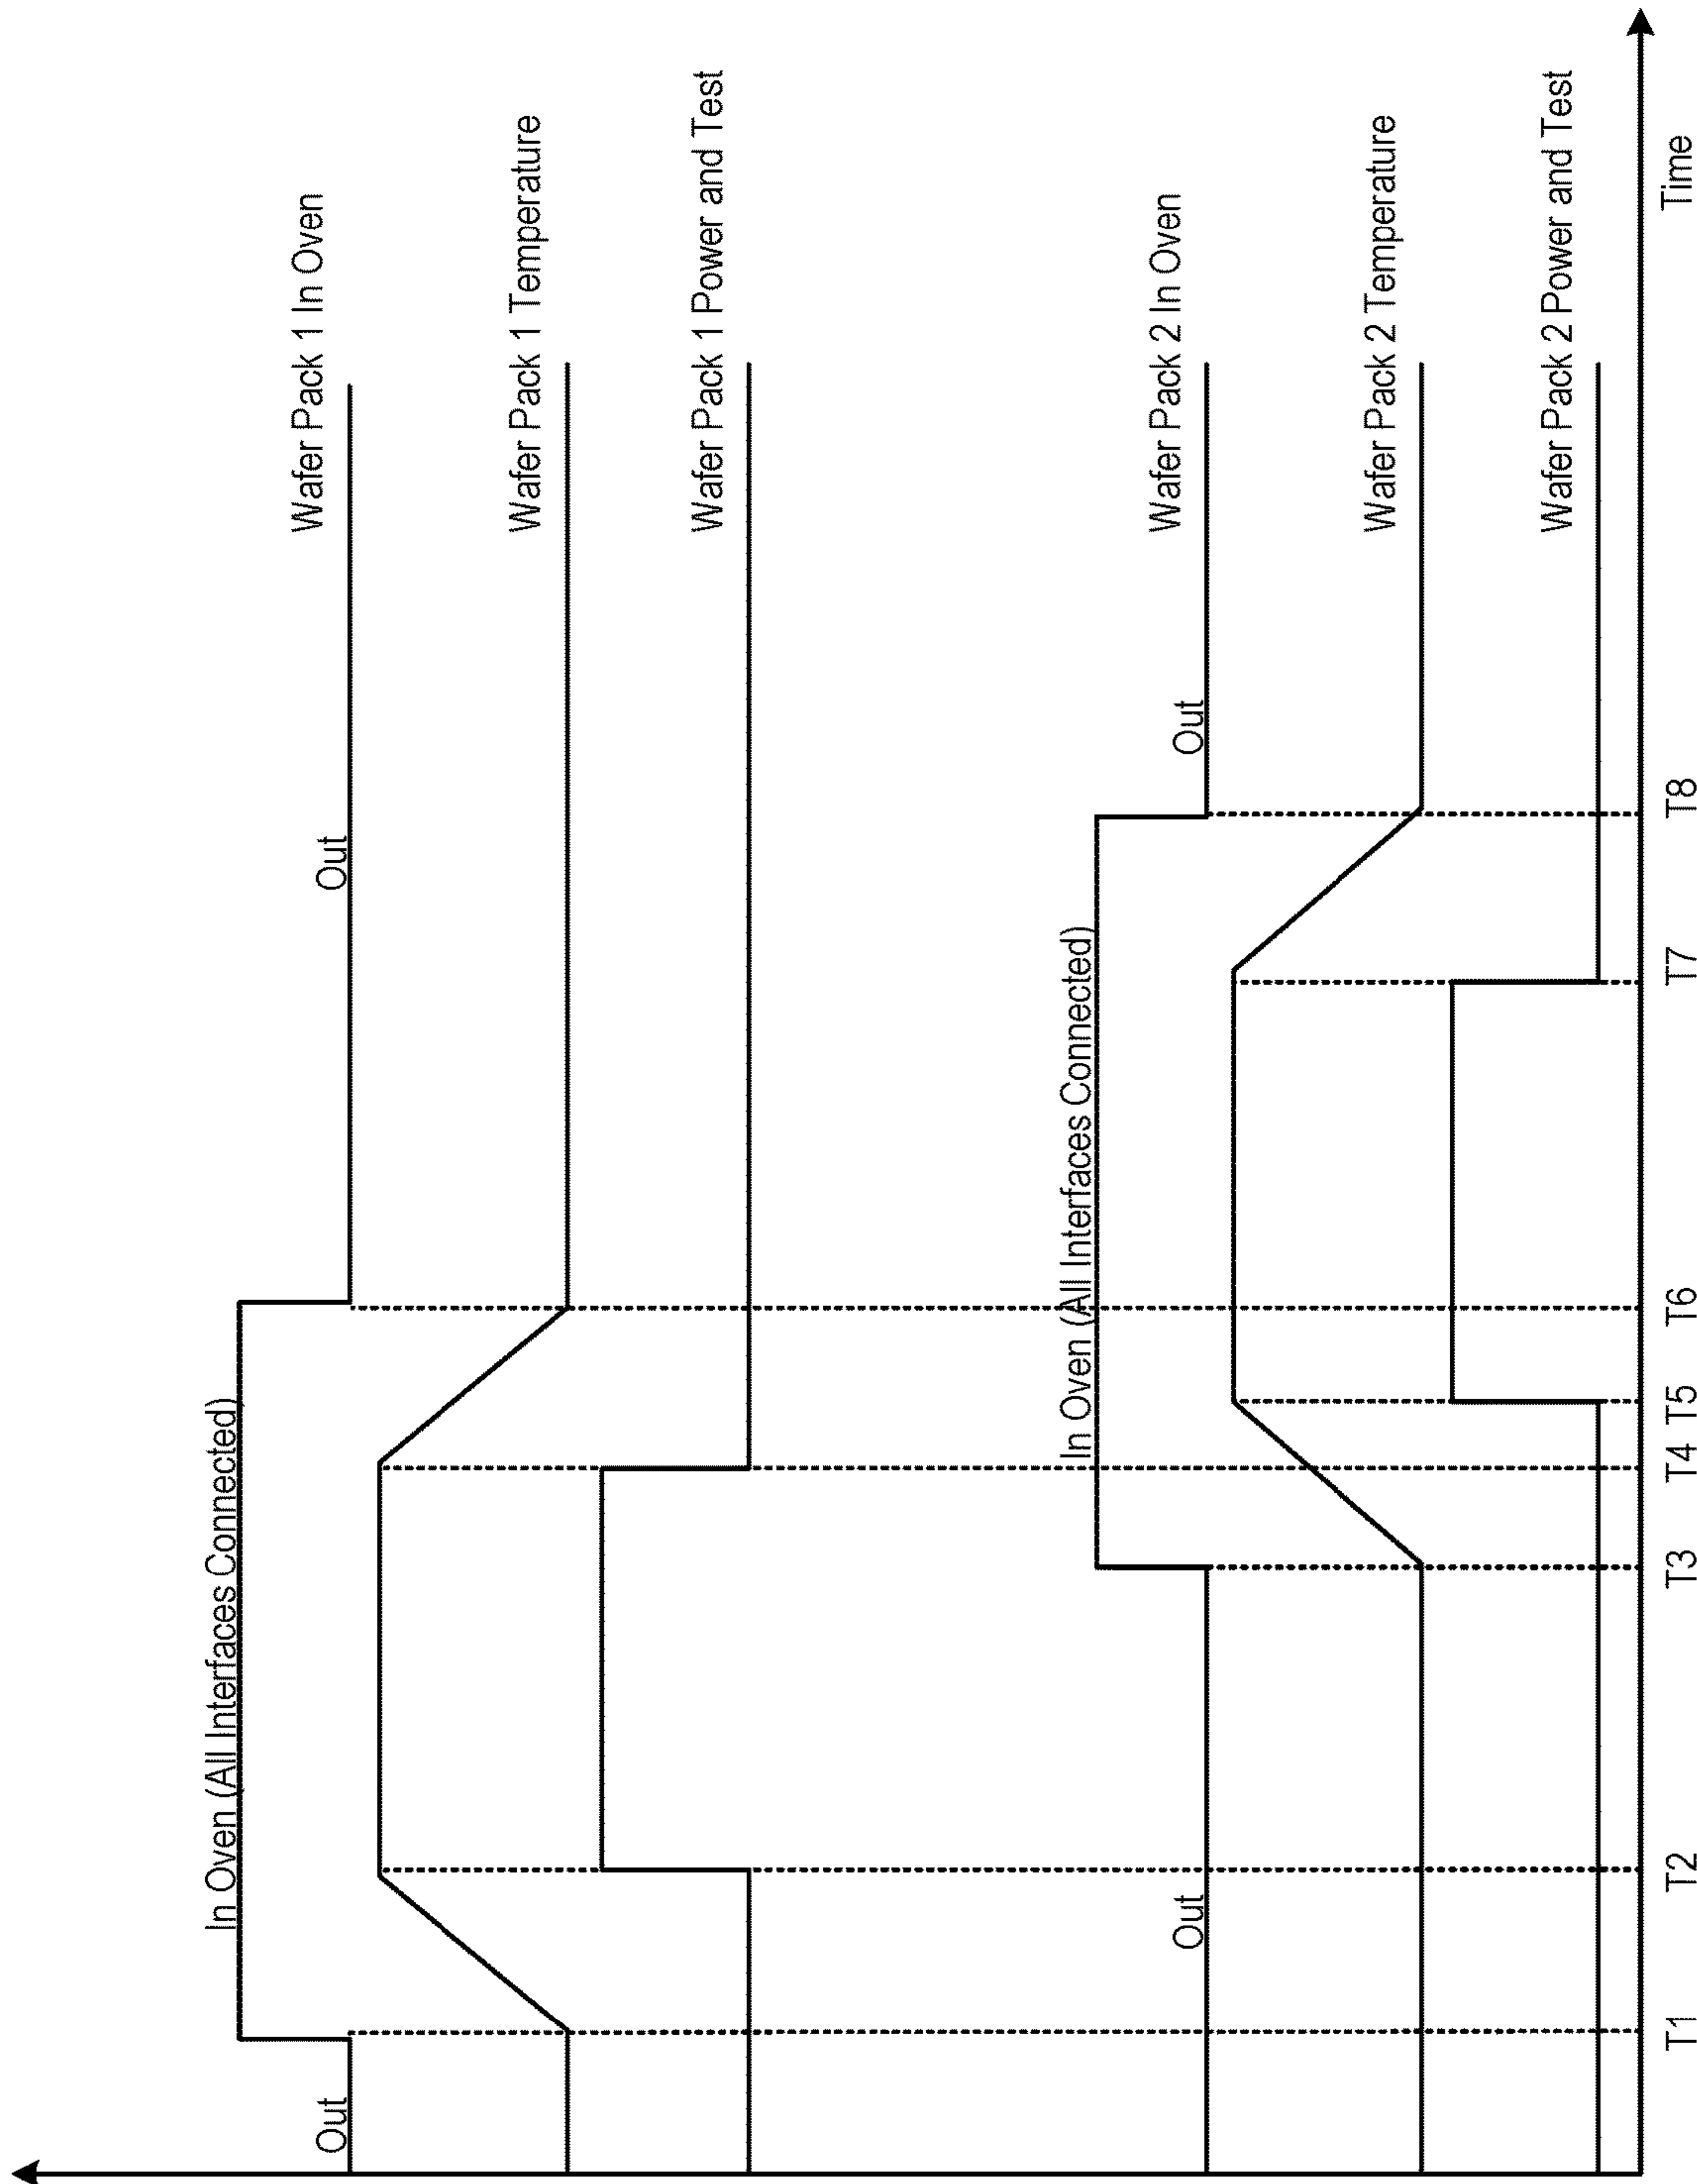 In Oven (All Interfaces Connected)
Out
Out
Wafer Pack 1 In Oven
Wafer Pack 1 Temperature
Wafer Pack 1 Power and Test
In Oven (All Interfaces Connected)
Out
Out
Wafer Pack 2 In Oven
Wafer Pack 2 Temperature
Wafer Pack 2 Power and Test
T1 T2 T3 T4 T5 T6 T7 T8
Time